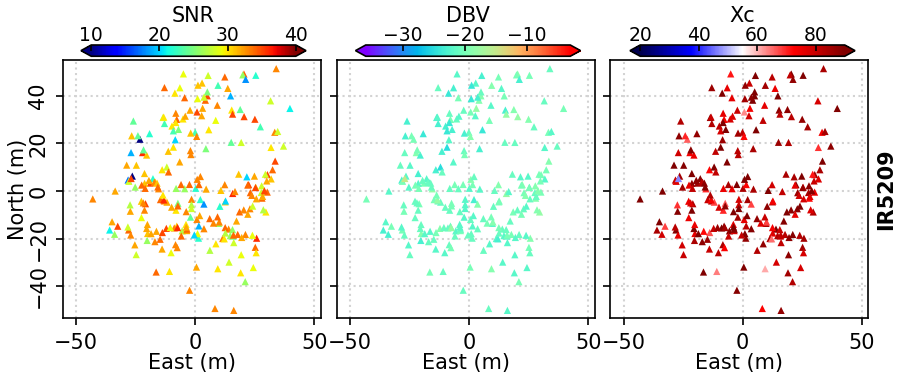 SNR DBV Xc
10 20 30 40 −30 −20 −10 20 40 60 80
North (m)
40
20
0
−20
−40
IR5209
−50 0 50 −50 0 50 −50 0 50
East (m) East (m) East (m)